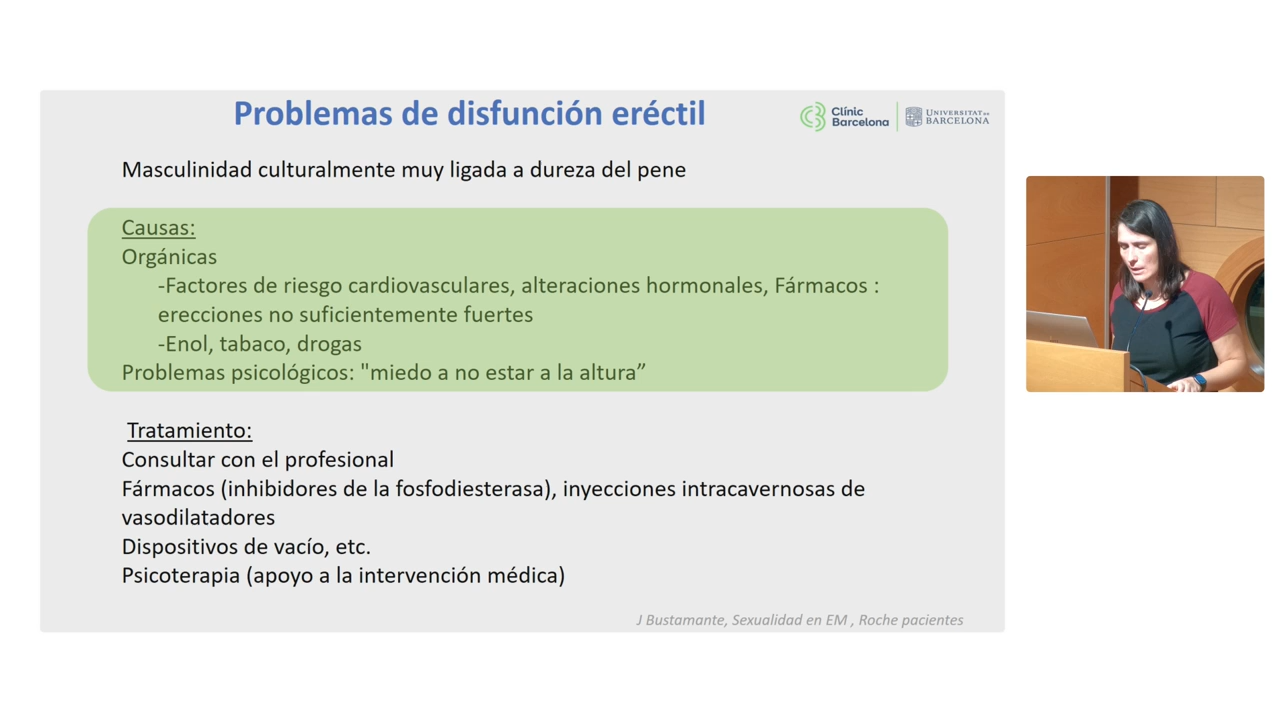 Problemas de disfunción eréctil
Clínic
Barcelona
UNIVERSITAT DE
BARCELONA
Masculinidad culturalmente muy ligada a dureza del pene
Causas:
Orgánicas
-Factores de riesgo cardiovasculares, alteraciones hormonales, Fármacos :
erecciones no suficientemente fuertes
-Enol, tabaco, drogas
Problemas psicológicos: "miedo a no estar a la altura”
Tratamiento:
Consultar con el profesional
Fármacos (inhibidores de la fosfodiesterasa), inyecciones intracavernosas de
vasodilatadores
Dispositivos de vacío, etc.
Psicoterapia (apoyo a la intervención médica)
J Bustamante, Sexualidad en EM , Roche pacientes